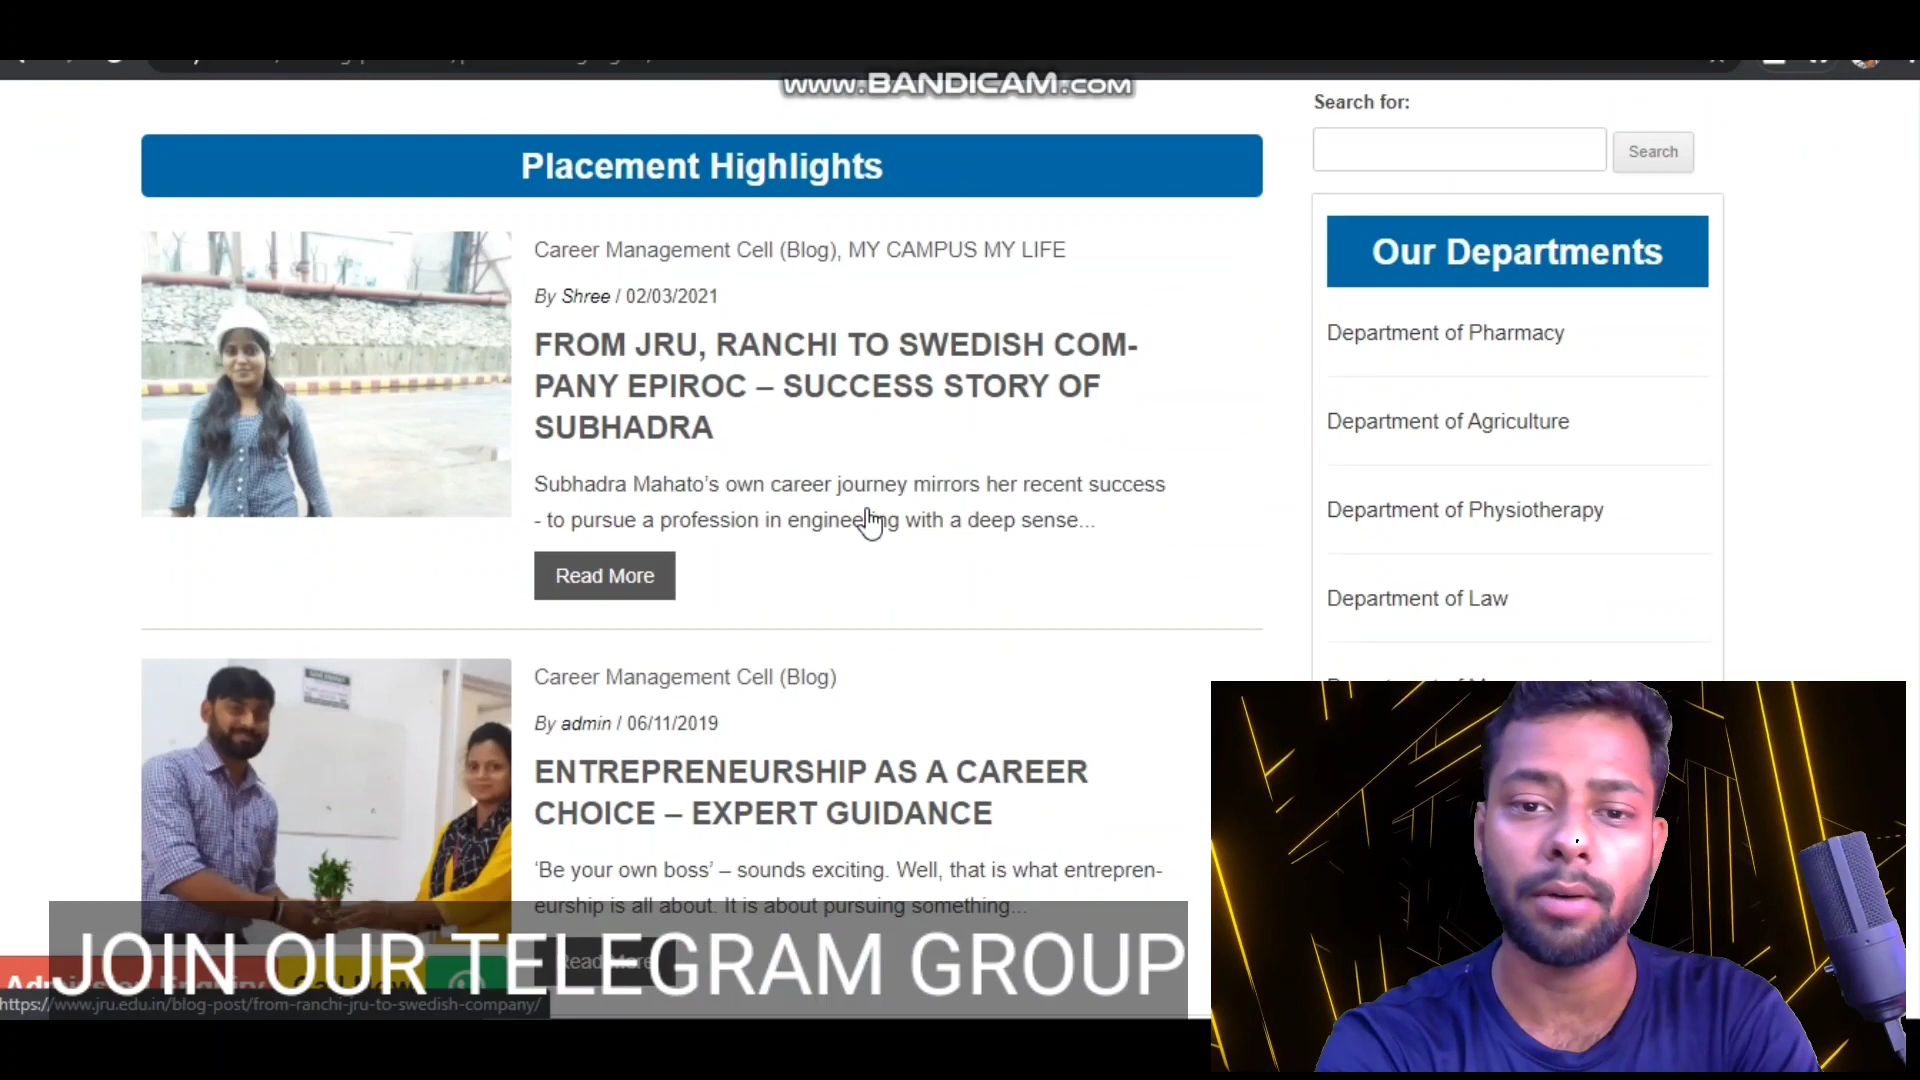 www.BANDICAM.com
Search for:
Search
Placement Highlights
Career Management Cell (Blog), MY CAMPUS MY LIFE
By Shree / 02/03/2021
FROM JRU, RANCHI TO SWEDISH COM-
PANY EPIROC – SUCCESS STORY OF
SUBHADRA
Subhadra Mahato’s own career journey mirrors her recent success
- to pursue a profession in engineering with a deep sense...
Read More
Career Management Cell (Blog)
By admin / 06/11/2019
ENTREPRENEURSHIP AS A CAREER
CHOICE – EXPERT GUIDANCE
‘Be your own boss’ – sounds exciting. Well, that is what entrepren-
eurship is all about. It is about pursuing something...
Read More
Our Departments
Department of Pharmacy
Department of Agriculture
Department of Physiotherapy
Department of Law
JOIN OUR TELEGRAM GROUP
https://www.jru.edu.in/blog-post/from-ranchi-jru-to-swedish-company/